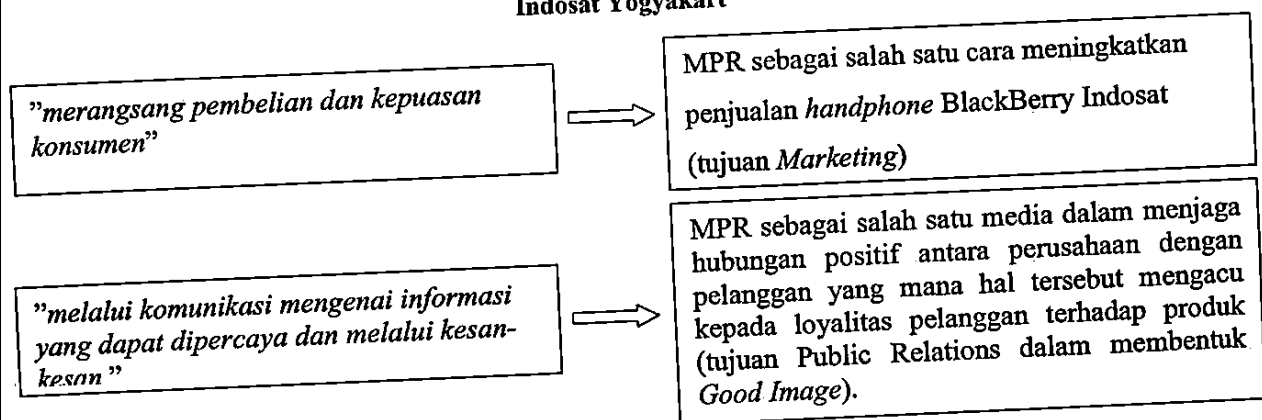 Indosat Yogyakart
”merangsang pembelian dan kepuasan
konsumen”
MPR sebagai salah satu cara meningkatkan
penjualan handphone BlackBerry Indosat
(tujuan Marketing)
”melalui komunikasi mengenai informasi
yang dapat dipercaya dan melalui kesan-
kesan ”
MPR sebagai salah satu media dalam menjaga
hubungan positif antara perusahaan dengan
pelanggan yang mana hal tersebut mengacu
kepada loyalitas pelanggan terhadap produk
(tujuan Public Relations dalam membentuk
Good Image).